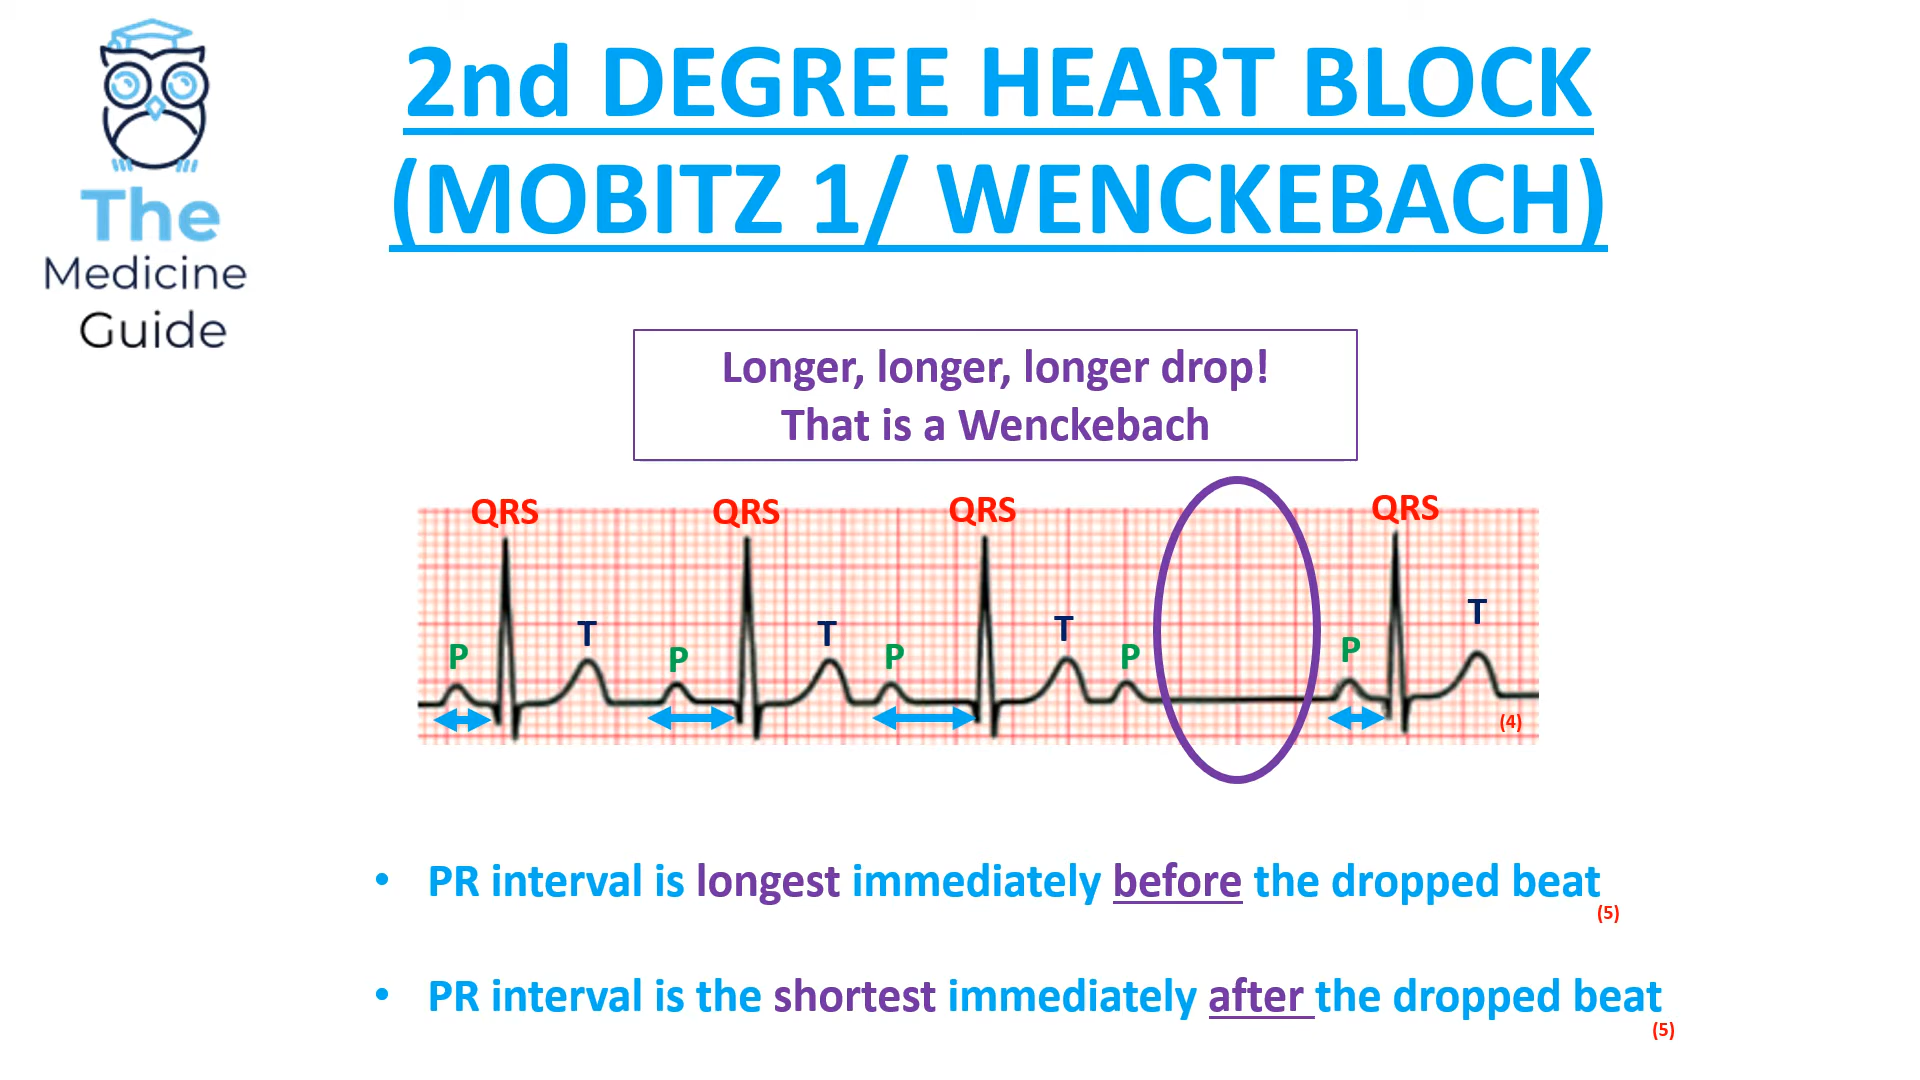 The
Medicine
Guide
2nd DEGREE HEART BLOCK
(MOBITZ 1/ WENCKEBACH)
Longer, longer, longer drop!
That is a Wenckebach
QRS QRS QRS QRS
P T P T P T P P T
(4)
• PR interval is longest immediately before the dropped beat
(5)
• PR interval is the shortest immediately after the dropped beat
(5)